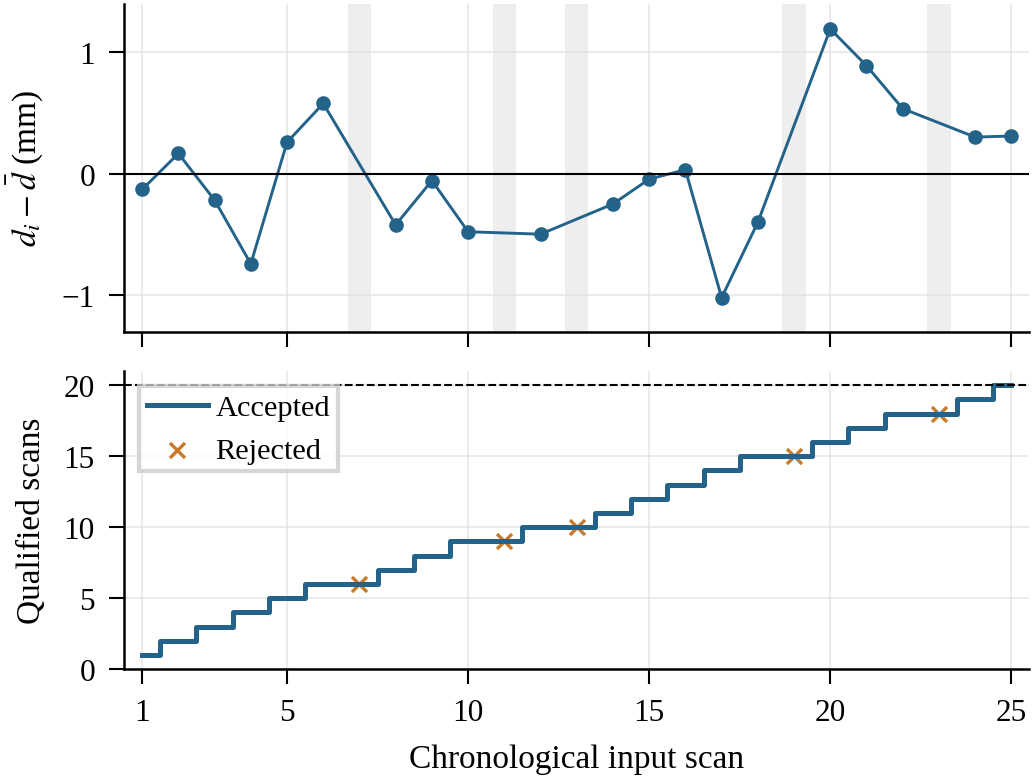 1
0
−1
dᵢ − d̄ (mm)
20
15
10
5
0
Qualified scans
Accepted
Rejected
1 5 10 15 20 25
Chronological input scan